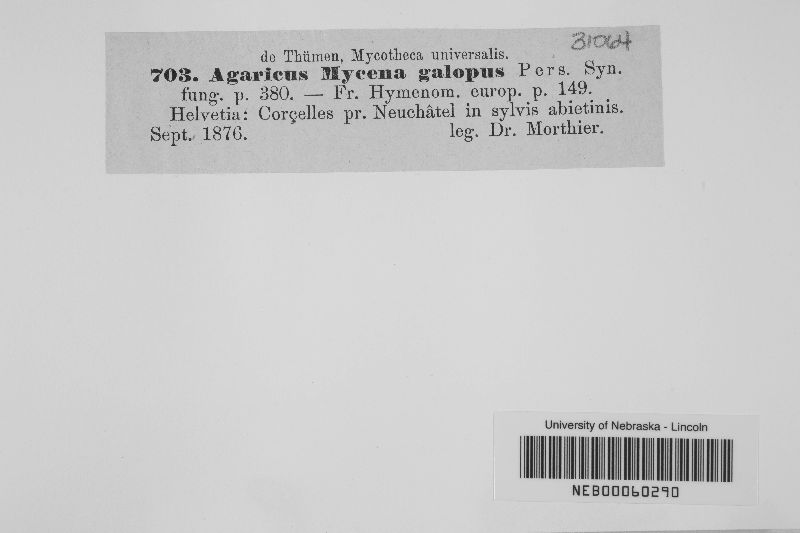 31064
de Thümen, Mycotheca universalis.
703. Agaricus Mycena galopus Pers. Syn.
fung. p. 380. — Fr. Hymenom. europ. p. 149.
Helvetia: Corçelles pr. Neuchâtel in sylvis abietinis.
Sept. 1876. leg. Dr. Morthier.
University of Nebraska - Lincoln
NEB00060290